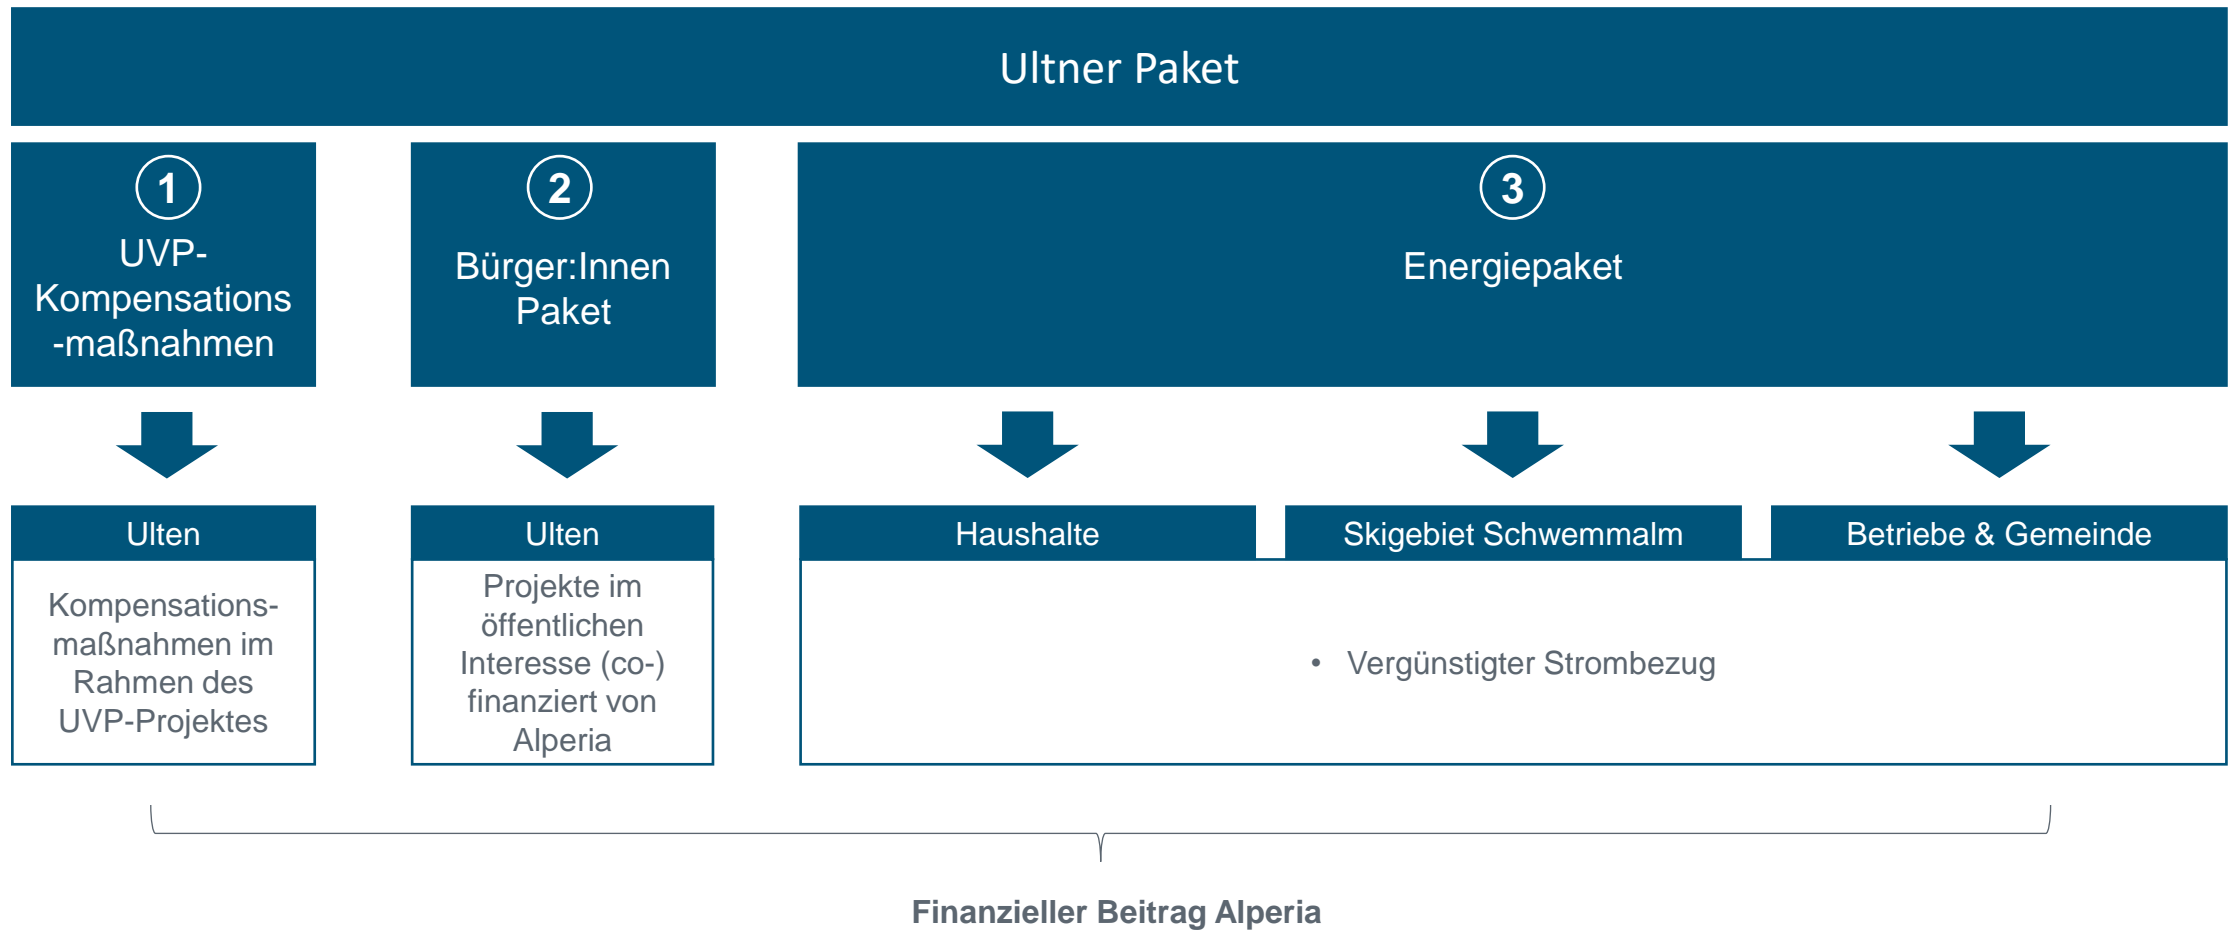 Ultner Paket
1
UVP-
Kompensations
-maßnahmen
2
Bürger:Innen
Paket
3
Energiepaket
Ulten
Kompensations-
maßnahmen im
Rahmen des
UVP-Projektes
Ulten
Projekte im
öffentlichen
Interesse (co-)
finanziert von
Alperia
Haushalte
Skigebiet Schwemmalm
Betriebe & Gemeinde
• Vergünstigter Strombezug
Finanzieller Beitrag Alperia